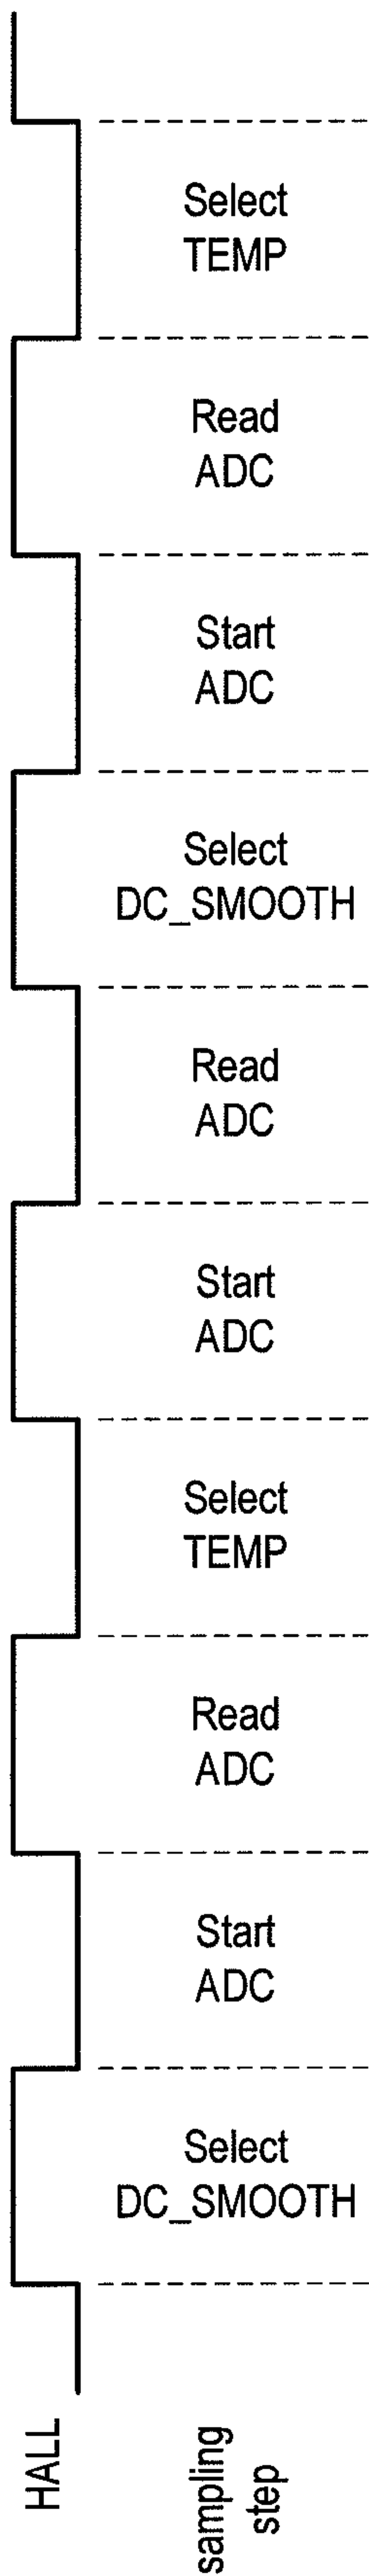 Select
TEMP
Read
ADC
Start
ADC
Select
DC_SMOOTH
Read
ADC
Start
ADC
Select
TEMP
Read
ADC
Start
ADC
Select
DC_SMOOTH
HALL
sampling
step